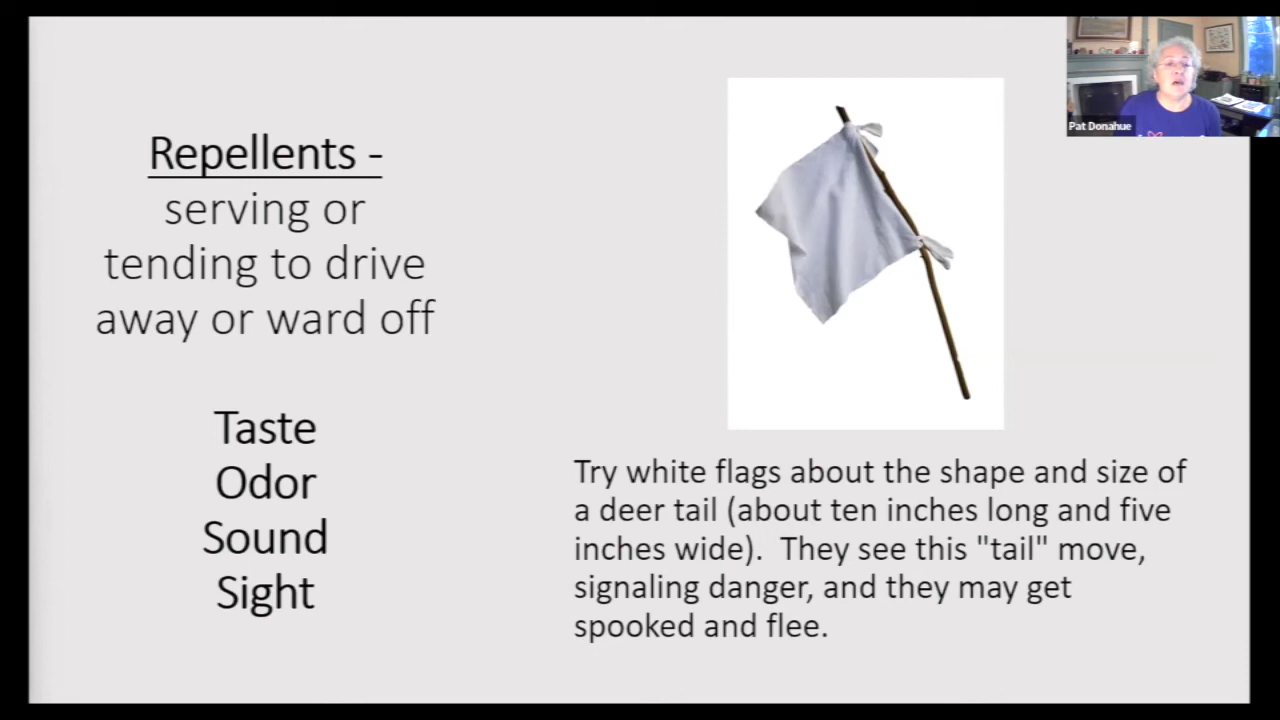 Repellents -
serving or
tending to drive
away or ward off
Taste
Odor
Sound
Sight
Try white flags about the shape and size of
a deer tail (about ten inches long and five
inches wide).  They see this "tail" move,
signaling danger, and they may get
spooked and flee.
Pat Donahue